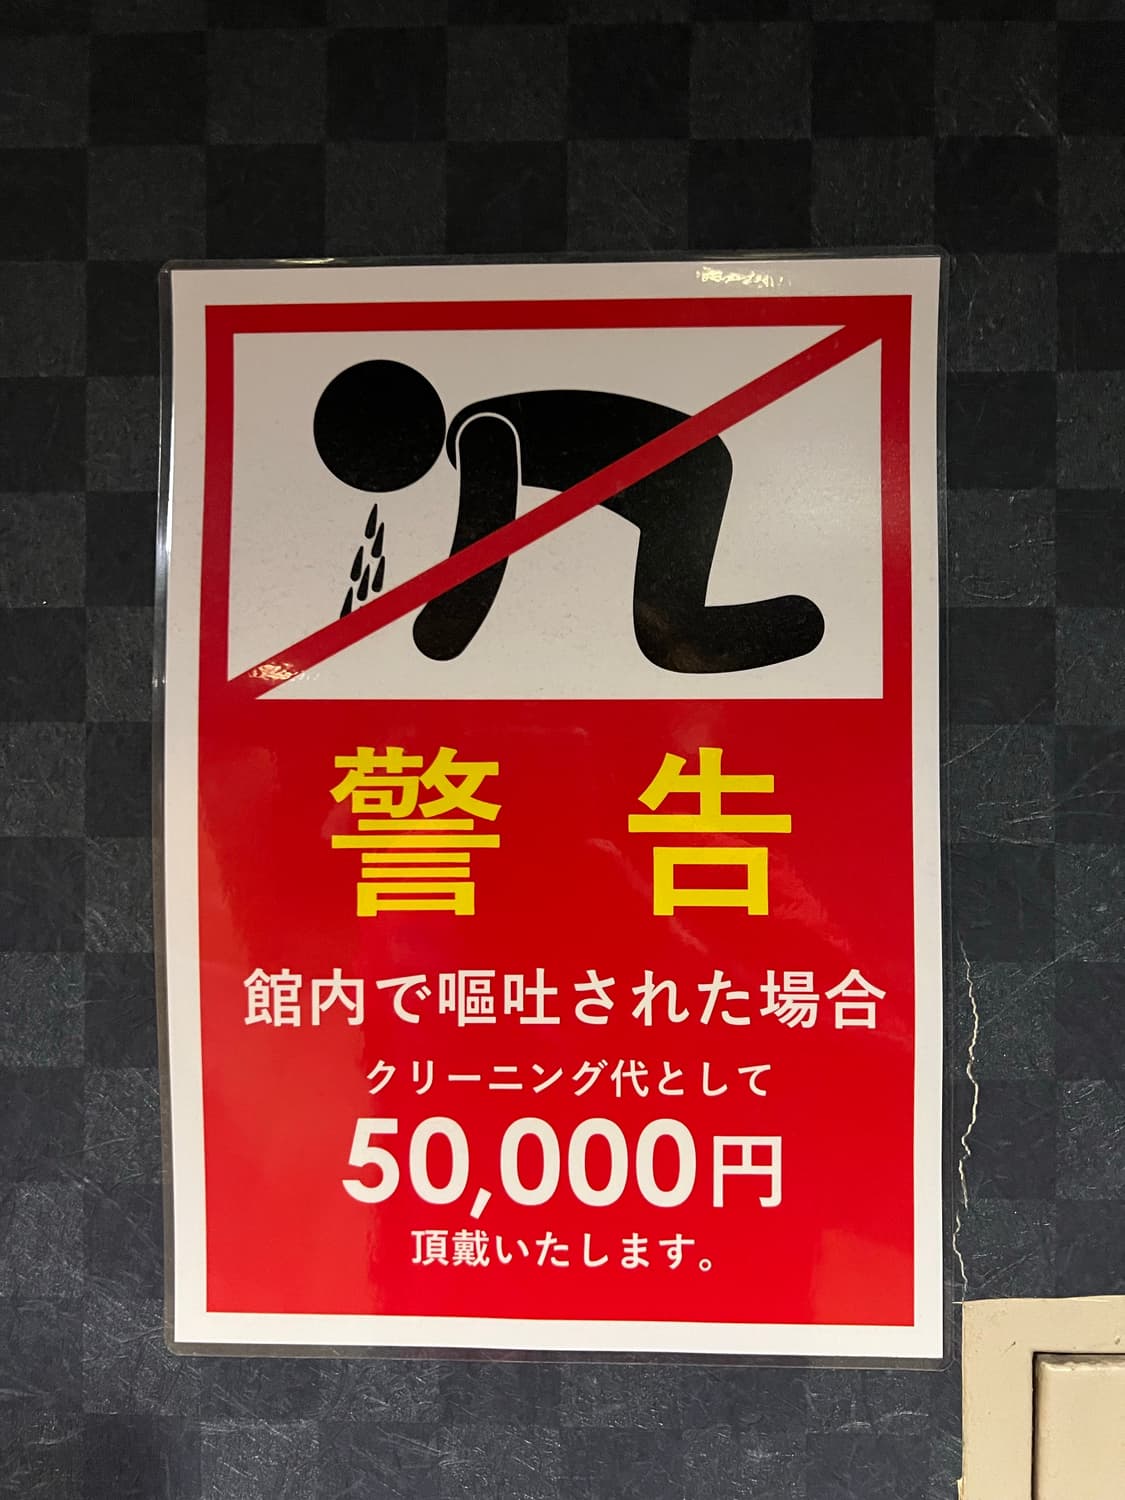 警告
館内で嘔吐された場合
クリーニング代として
50,000円
頂戴いたします。